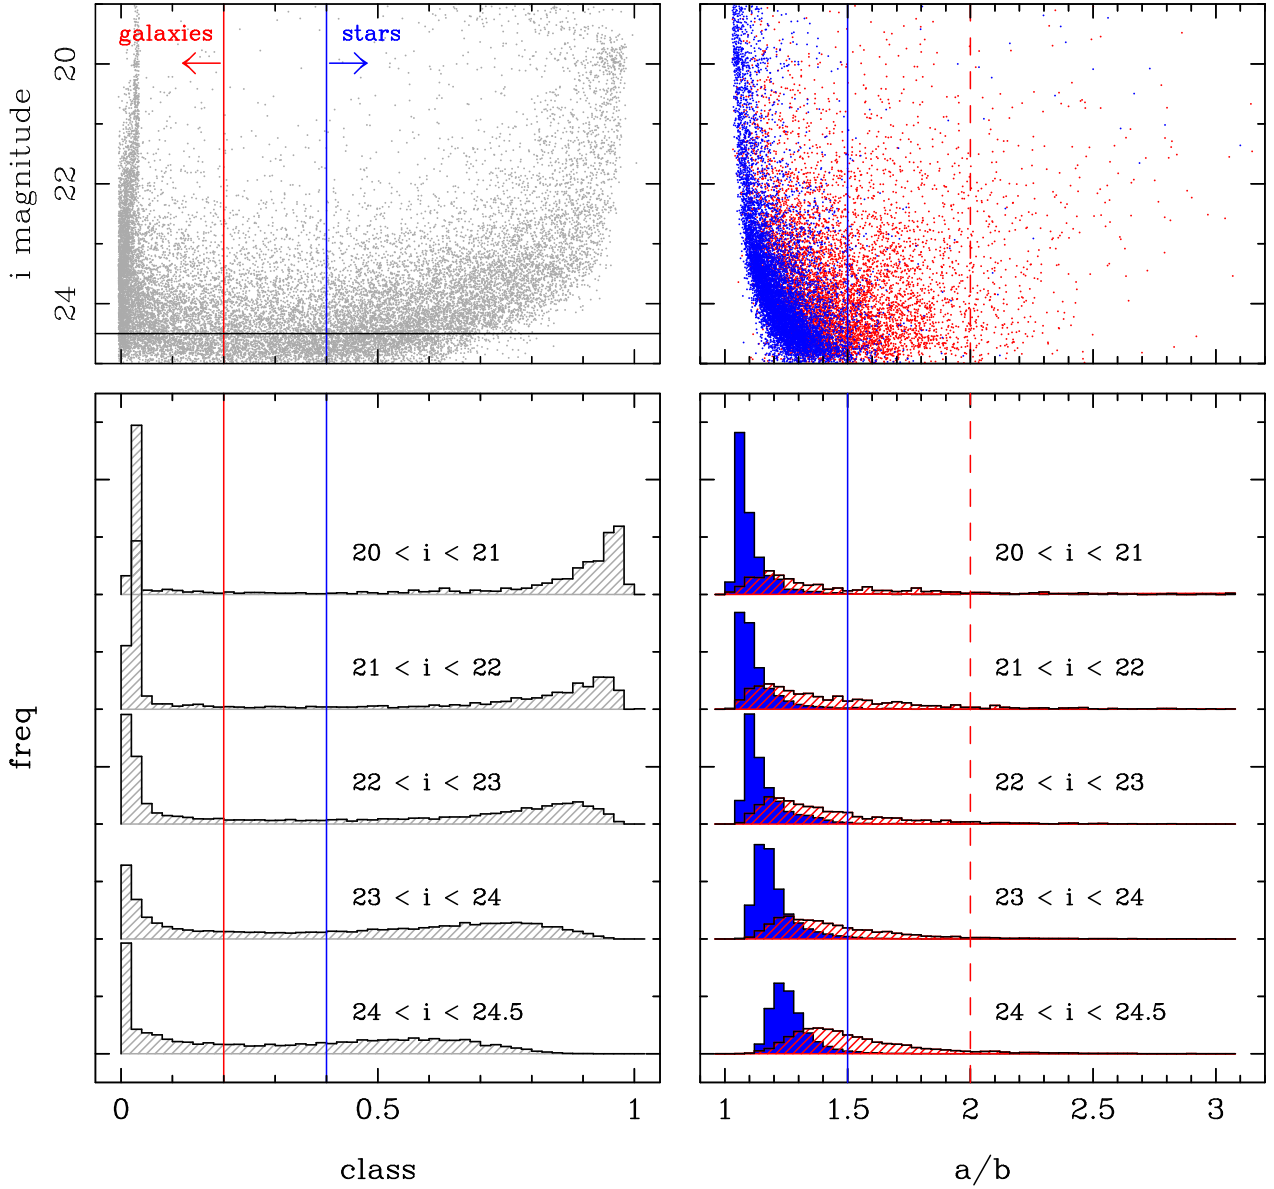 galaxies
stars
20
22
24
i magnitude
20 < i < 21
21 < i < 22
22 < i < 23
23 < i < 24
24 < i < 24.5
20 < i < 21
21 < i < 22
22 < i < 23
23 < i < 24
24 < i < 24.5
freq
0 0.5 1
1 1.5 2 2.5 3
class
a/b